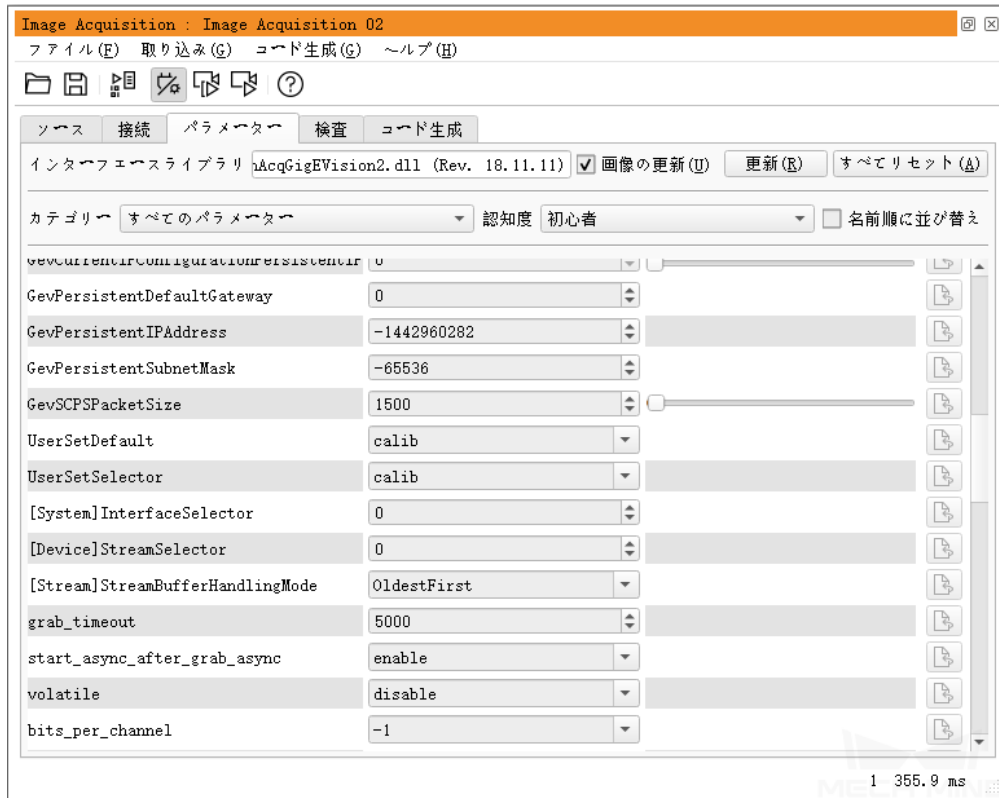 Image Acquisition : Image Acquisition 02
ファイル(F) 取り込み(G) コード生成(G) ヘルプ(H)
ソース 接続 パラメーター 検査 コード生成
インターフェースライブラリ nAcqGigEVision2.dll (Rev. 18.11.11) 画像の更新(U) 更新(R) すべてリセット(A)
カテゴリー すべてのパラメーター 認知度 初心者 名前順に並び替え
GevCurrentIPConfigurationPersistentIP 0
GevPersistentDefaultGateway 0
GevPersistentIPAddress -1442960282
GevPersistentSubnetMask -65536
GevSCPSPacketSize 1500
UserSetDefault calib
UserSetSelector calib
[System]InterfaceSelector 0
[Device]StreamSelector 0
[Stream]StreamBufferHandlingMode OldestFirst
grab_timeout 5000
start_async_after_grab_async enable
volatile disable
bits_per_channel -1
MECH MIND
1 355.9 ms